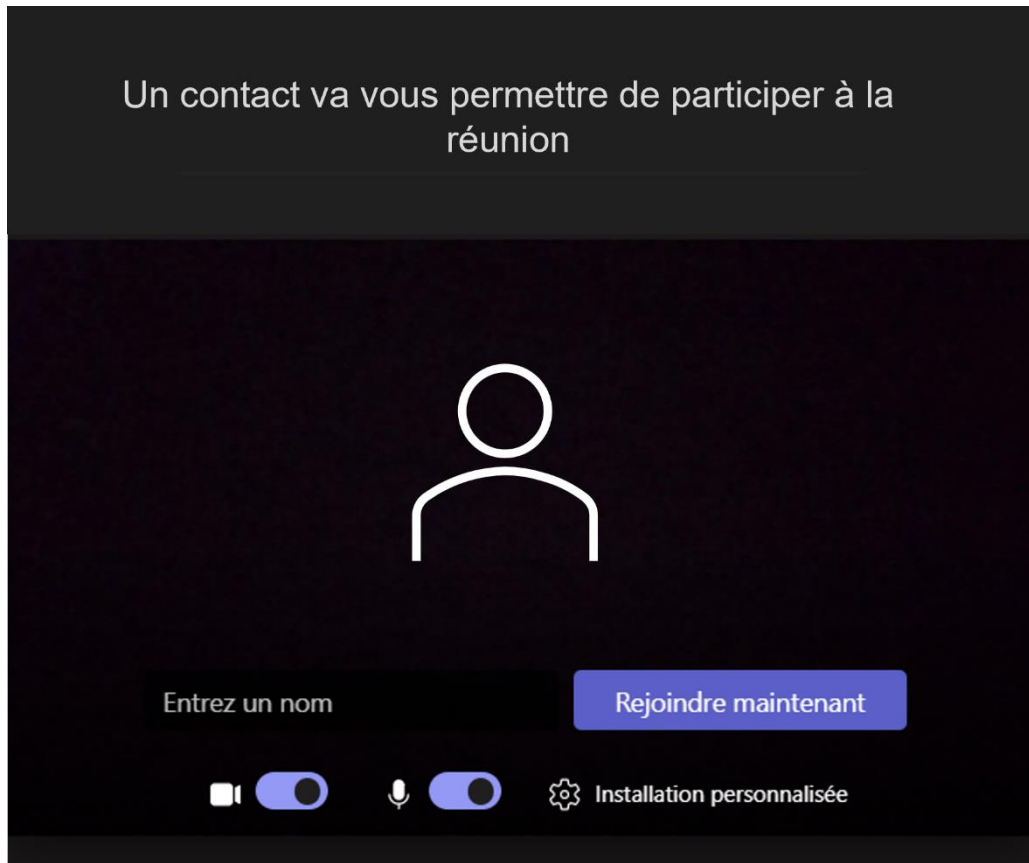 Un contact va vous permettre de participer à la
réunion
Entrez un nom
Rejoindre maintenant
Installation personnalisée